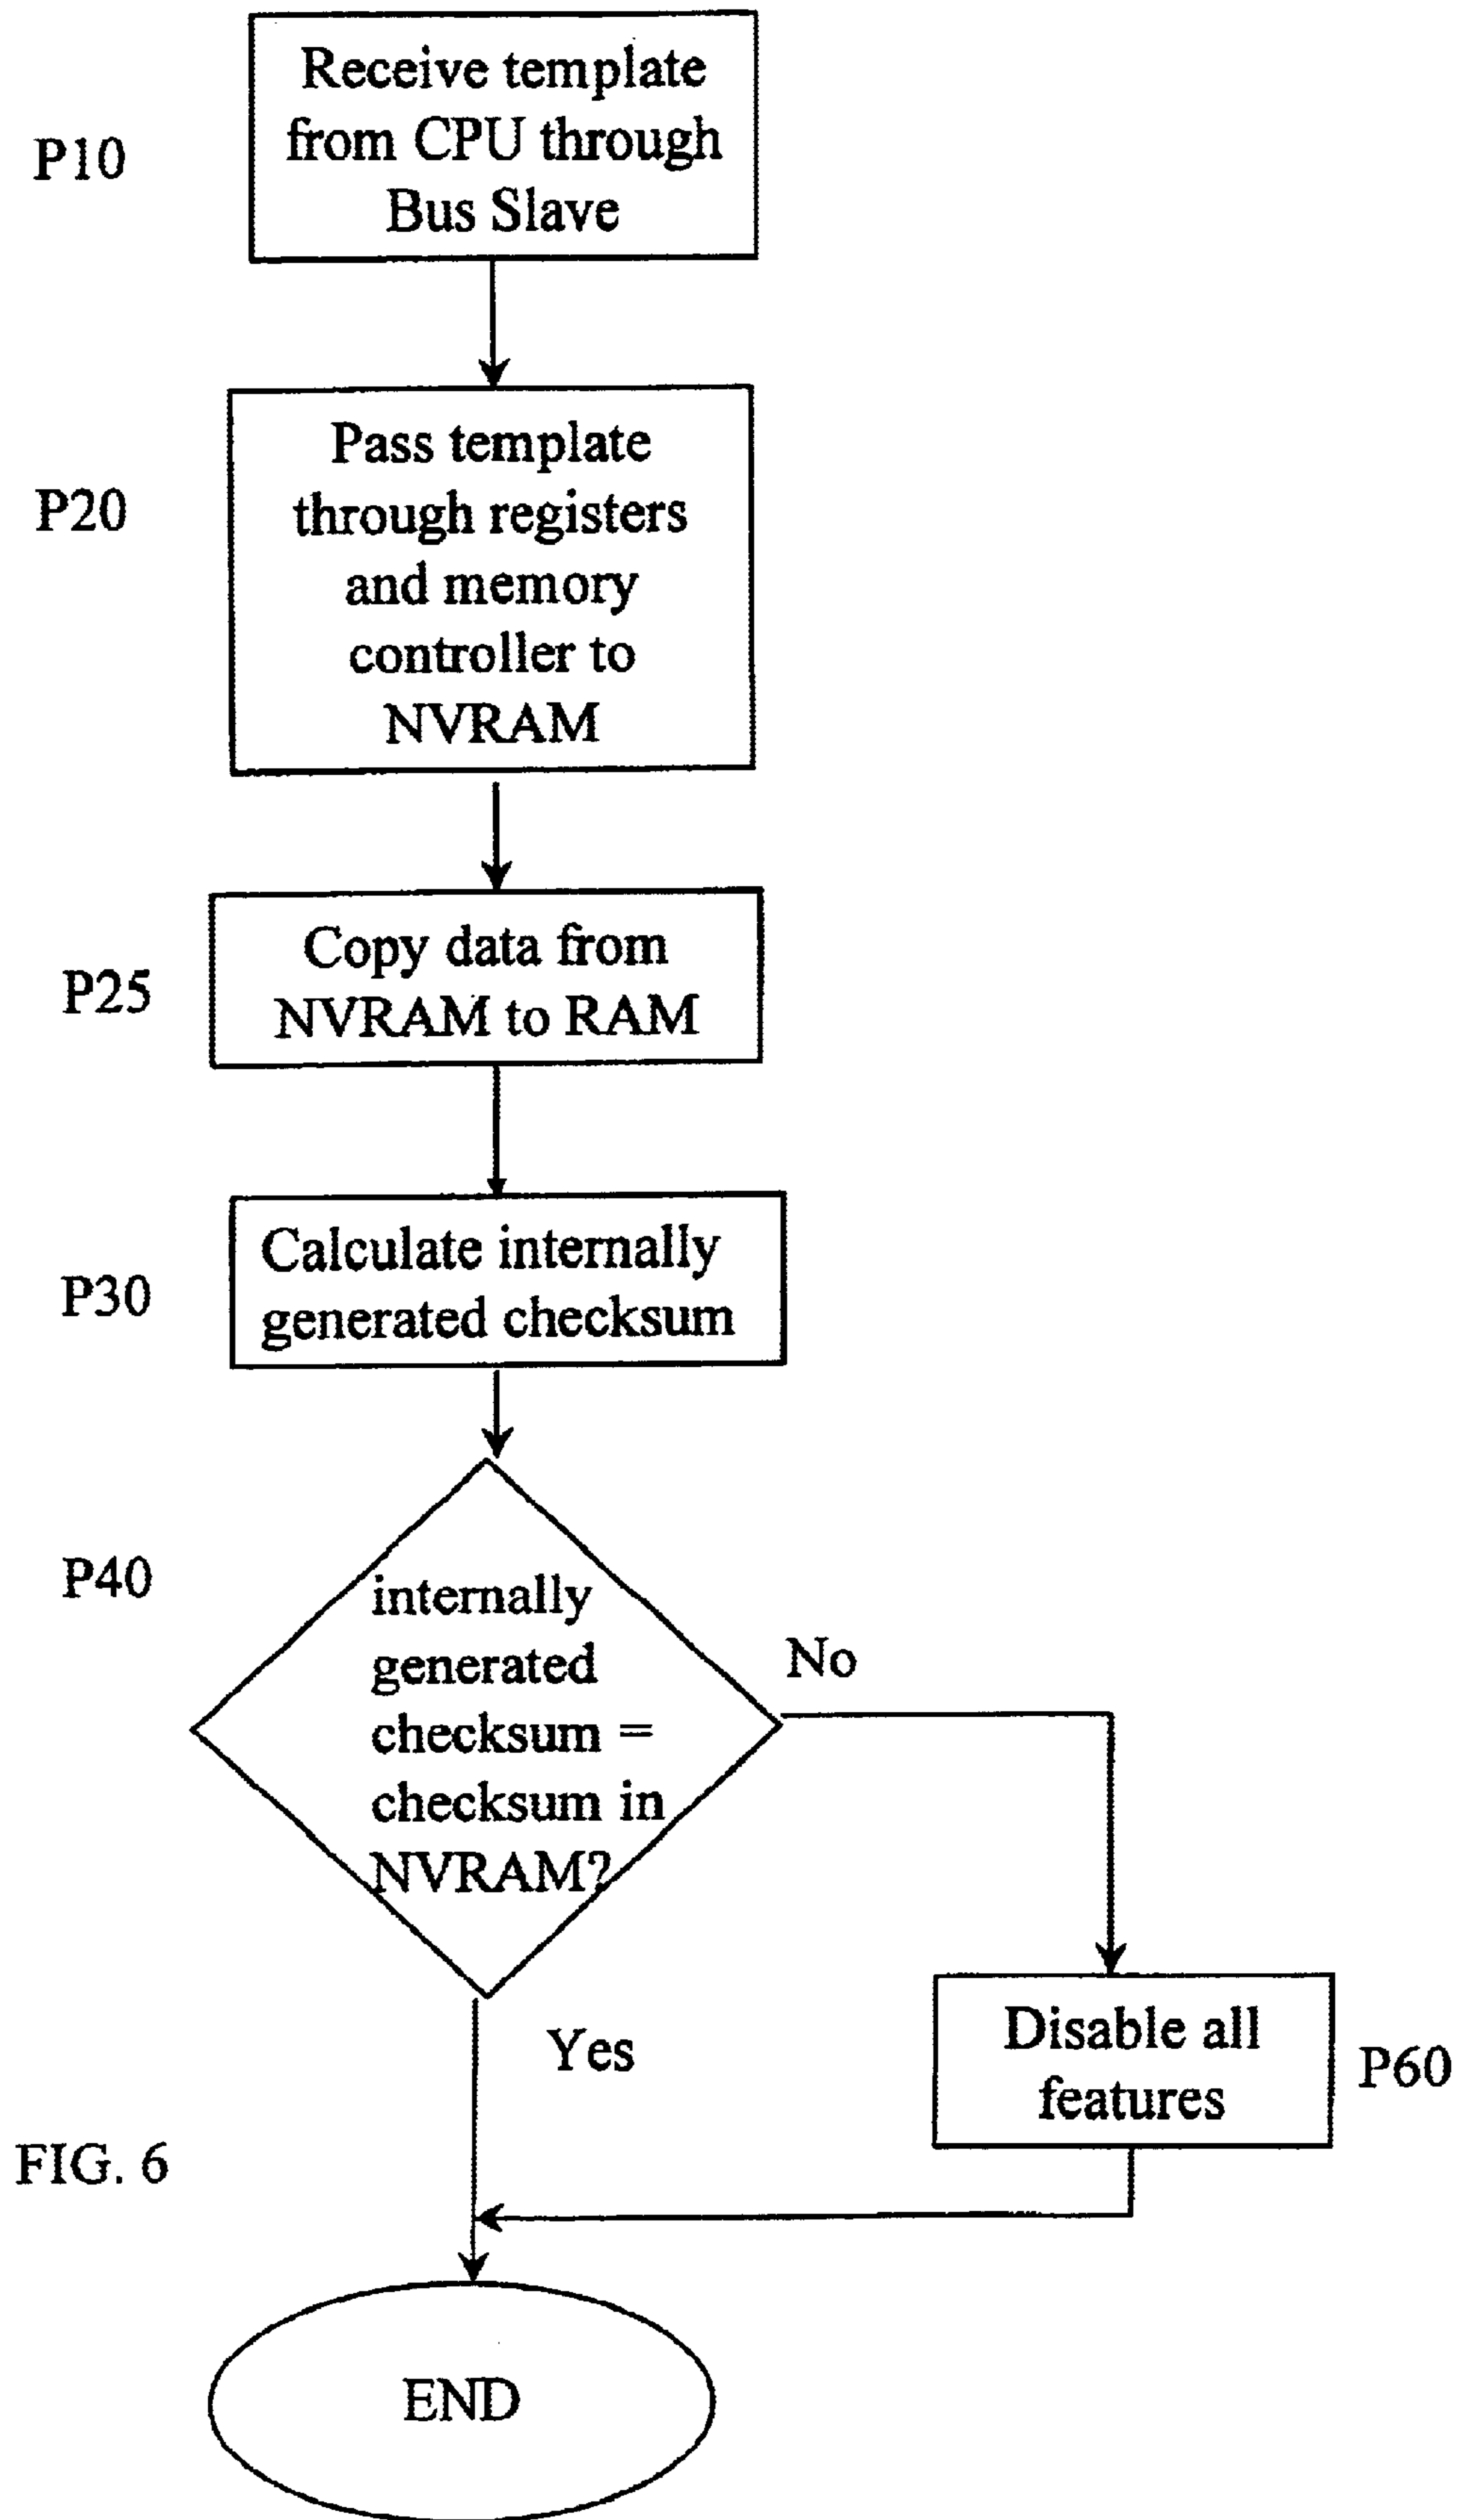 Receive template
from CPU through
Bus Slave
P10
Pass template
through registers
and memory
controller to
NVRAM
P20
Copy data from
NVRAM to RAM
P25
Calculate internally
generated checksum
P30
P40
internally
generated
checksum =
checksum in
NVRAM?
No
Yes
Disable all
features
P60
FIG. 6
END